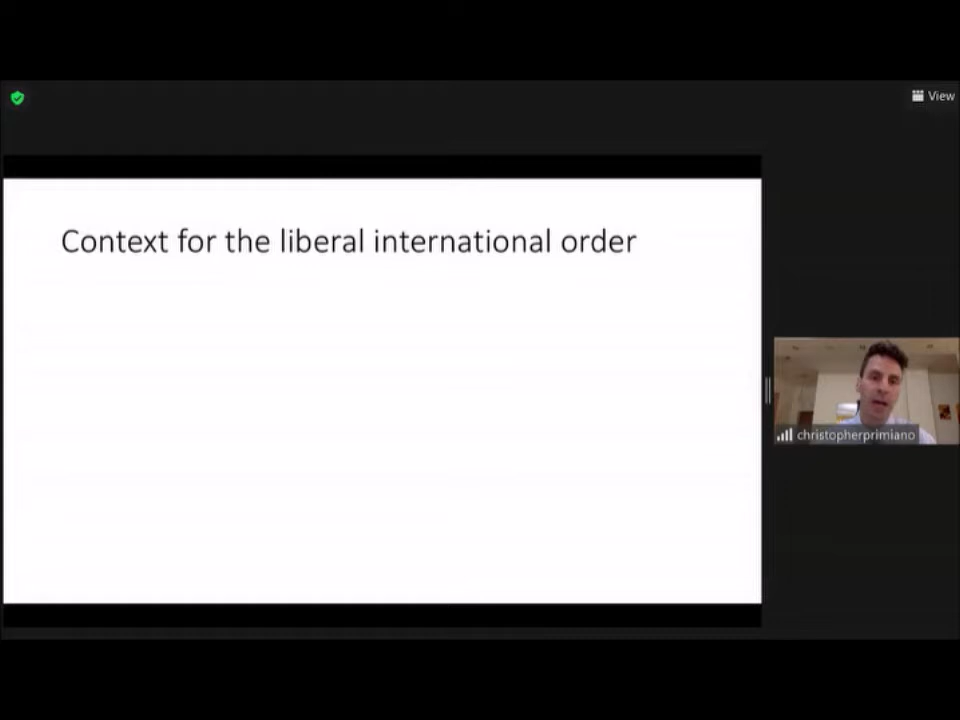 View
Context for the liberal international order
christopherprimiano